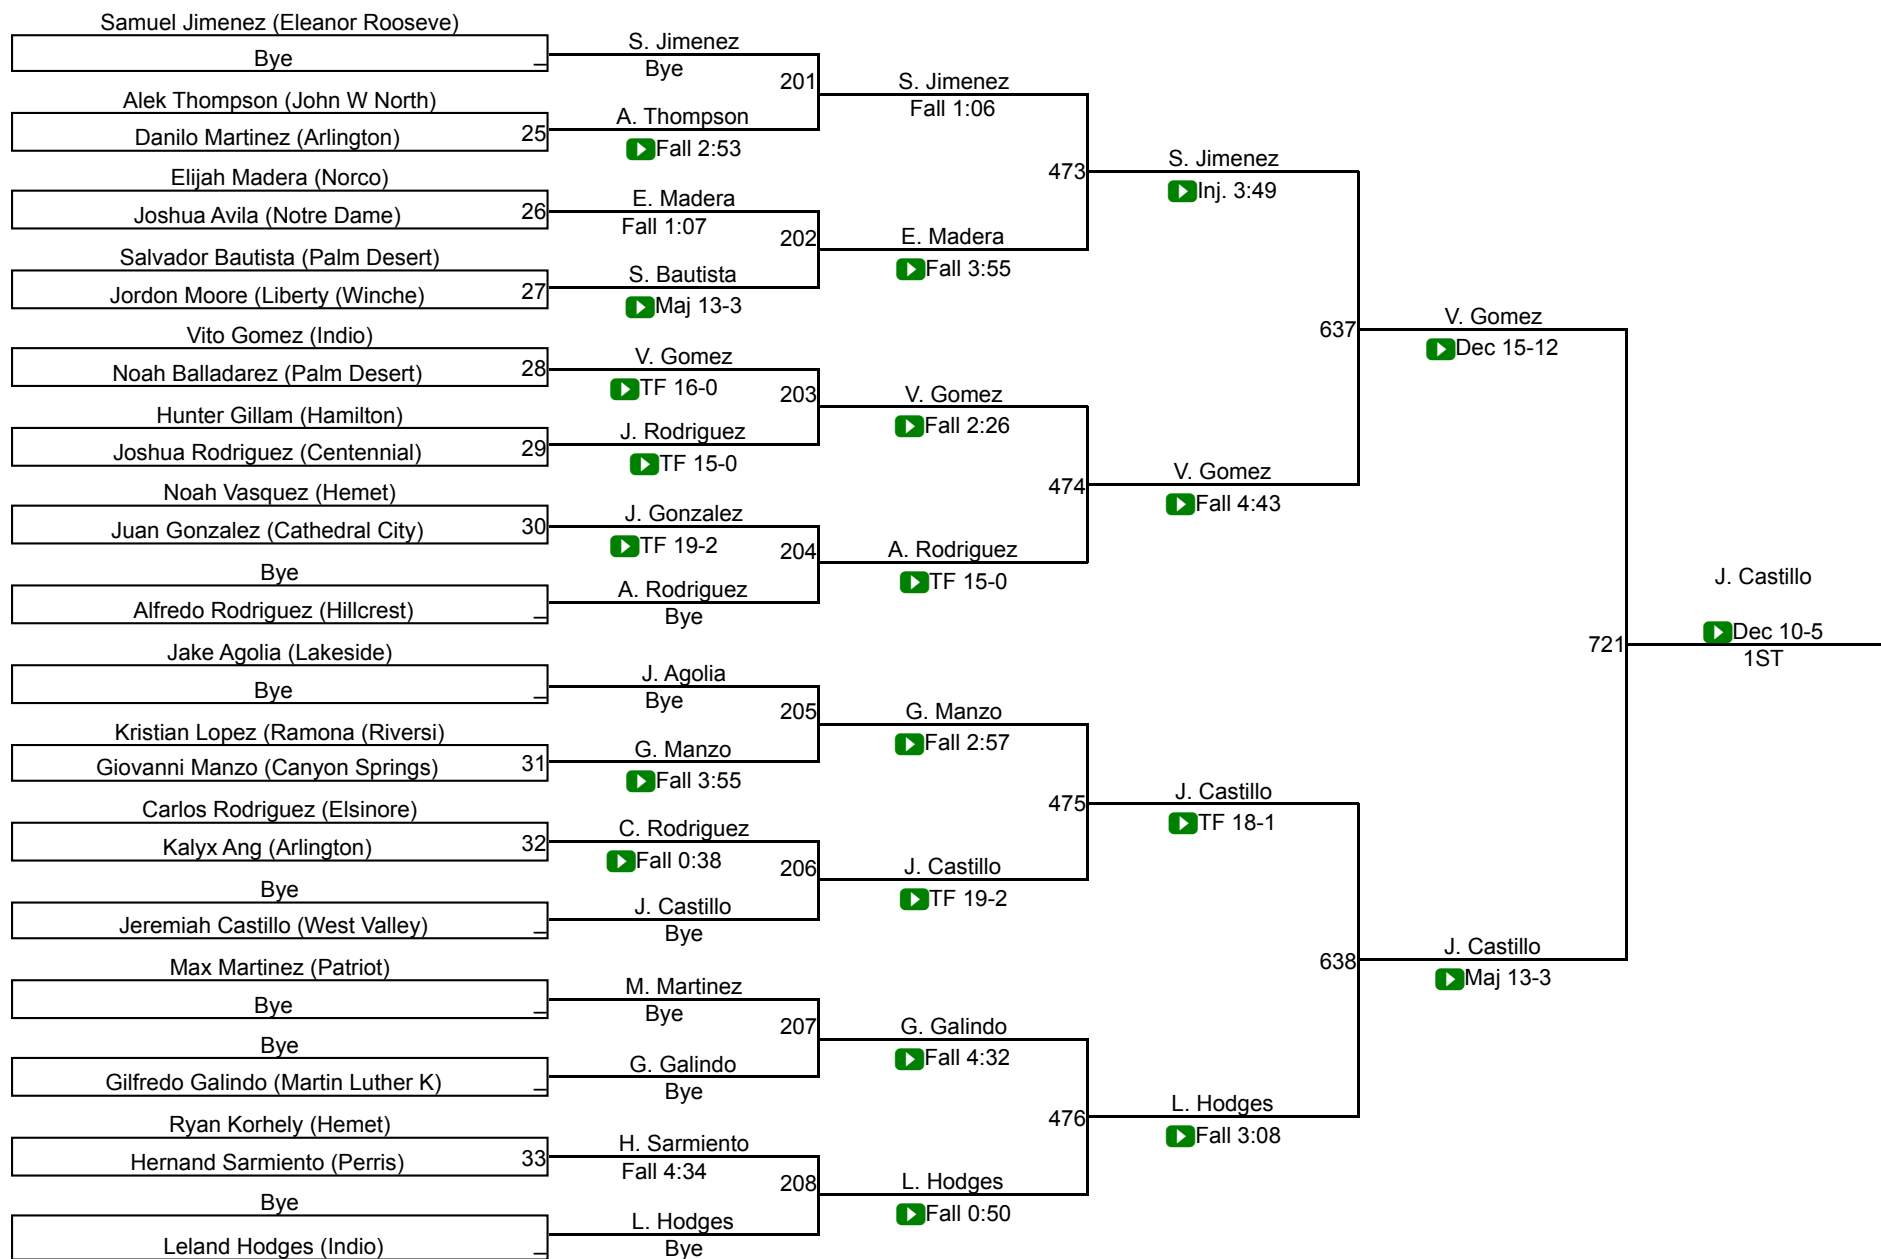 Samuel Jimenez (Eleanor Rooseve)
Bye
_
S. Jimenez
Bye
201
Alek Thompson (John W North)
Danilo Martinez (Arlington)
25
A. Thompson
Fall 2:53
S. Jimenez
Fall 1:06
473
Elijah Madera (Norco)
Joshua Avila (Notre Dame)
26
E. Madera
Fall 1:07
202
Salvador Bautista (Palm Desert)
Jordon Moore (Liberty (Winche)
27
S. Bautista
Maj 13-3
E. Madera
Fall 3:55
S. Jimenez
Inj. 3:49
637
Vito Gomez (Indio)
Noah Balladarez (Palm Desert)
28
V. Gomez
TF 16-0
203
Hunter Gillam (Hamilton)
Joshua Rodriguez (Centennial)
29
J. Rodriguez
TF 15-0
V. Gomez
Fall 2:26
474
Noah Vasquez (Hemet)
Juan Gonzalez (Cathedral City)
30
J. Gonzalez
TF 19-2
204
Bye
Alfredo Rodriguez (Hillcrest)
_
A. Rodriguez
Bye
A. Rodriguez
TF 15-0
V. Gomez
Fall 4:43
V. Gomez
Dec 15-12
721
J. Castillo
Dec 10-5
1ST
Jake Agolia (Lakeside)
Bye
_
J. Agolia
Bye
205
Kristian Lopez (Ramona (Riversi)
Giovanni Manzo (Canyon Springs)
31
G. Manzo
Fall 3:55
G. Manzo
Fall 2:57
475
Carlos Rodriguez (Elsinore)
Kalyx Ang (Arlington)
32
C. Rodriguez
Fall 0:38
206
Bye
Jeremiah Castillo (West Valley)
_
J. Castillo
Bye
J. Castillo
TF 19-2
J. Castillo
TF 18-1
638
Max Martinez (Patriot)
Bye
_
M. Martinez
Bye
207
Bye
Gilfredo Galindo (Martin Luther K)
_
G. Galindo
Bye
G. Galindo
Fall 4:32
476
Ryan Korhely (Hemet)
Hernand Sarmiento (Perris)
33
H. Sarmiento
Fall 4:34
208
Bye
Leland Hodges (Indio)
_
L. Hodges
Bye
L. Hodges
Fall 0:50
L. Hodges
Fall 3:08
J. Castillo
Maj 13-3